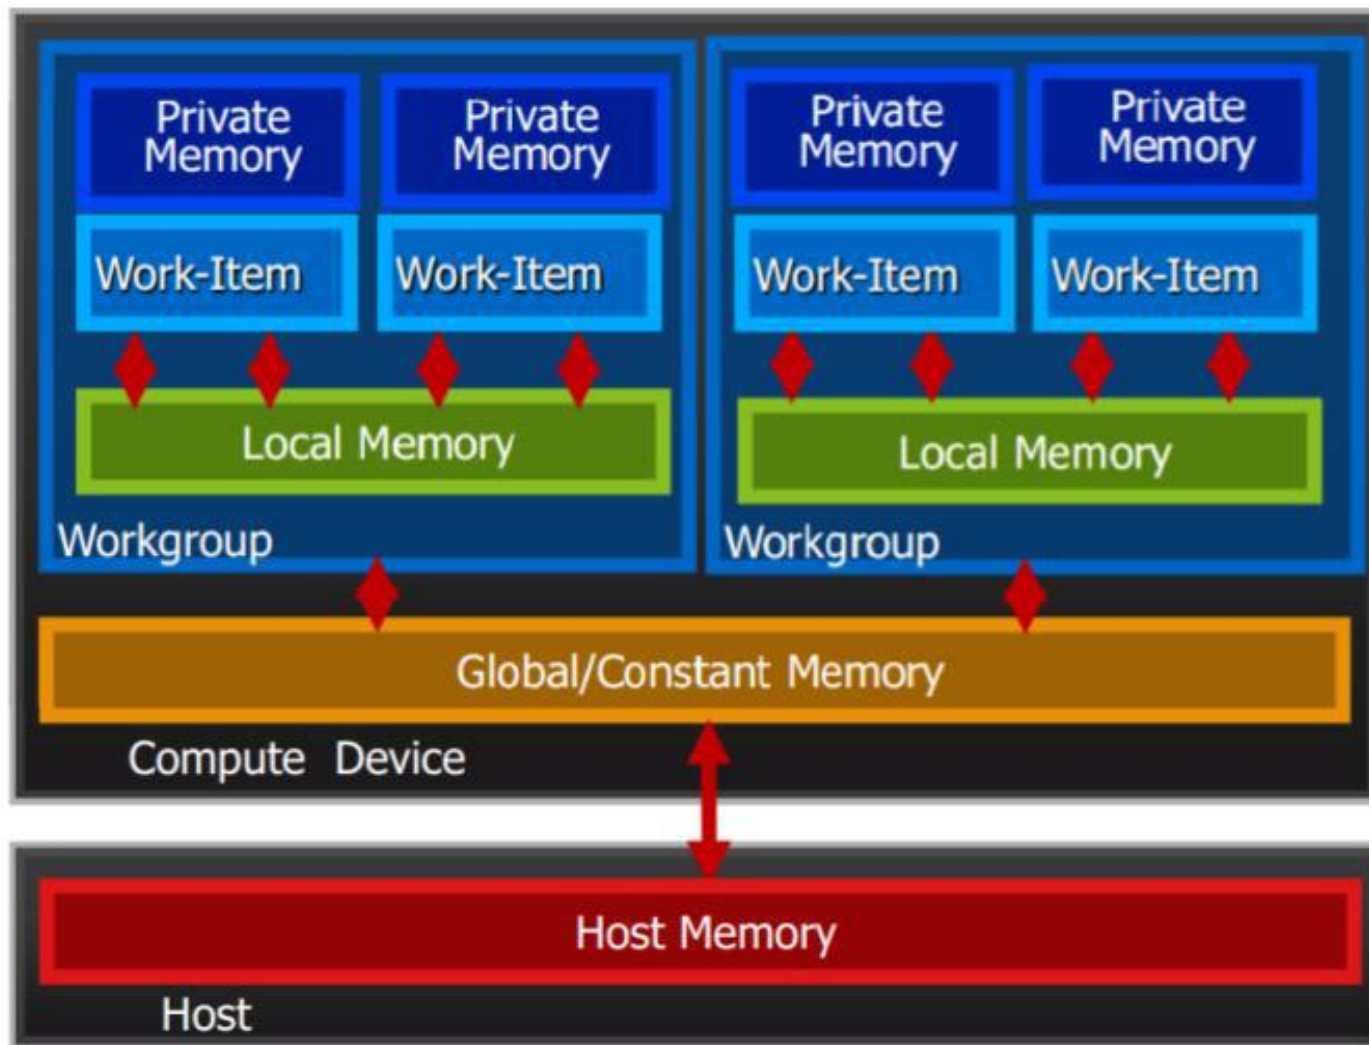 Private
Memory
Private
Memory
Private
Memory
Private
Memory
Work-Item
Work-Item
Work-Item
Work-Item
Local Memory
Local Memory
Workgroup
Workgroup
Global/Constant Memory
Compute Device
Host Memory
Host